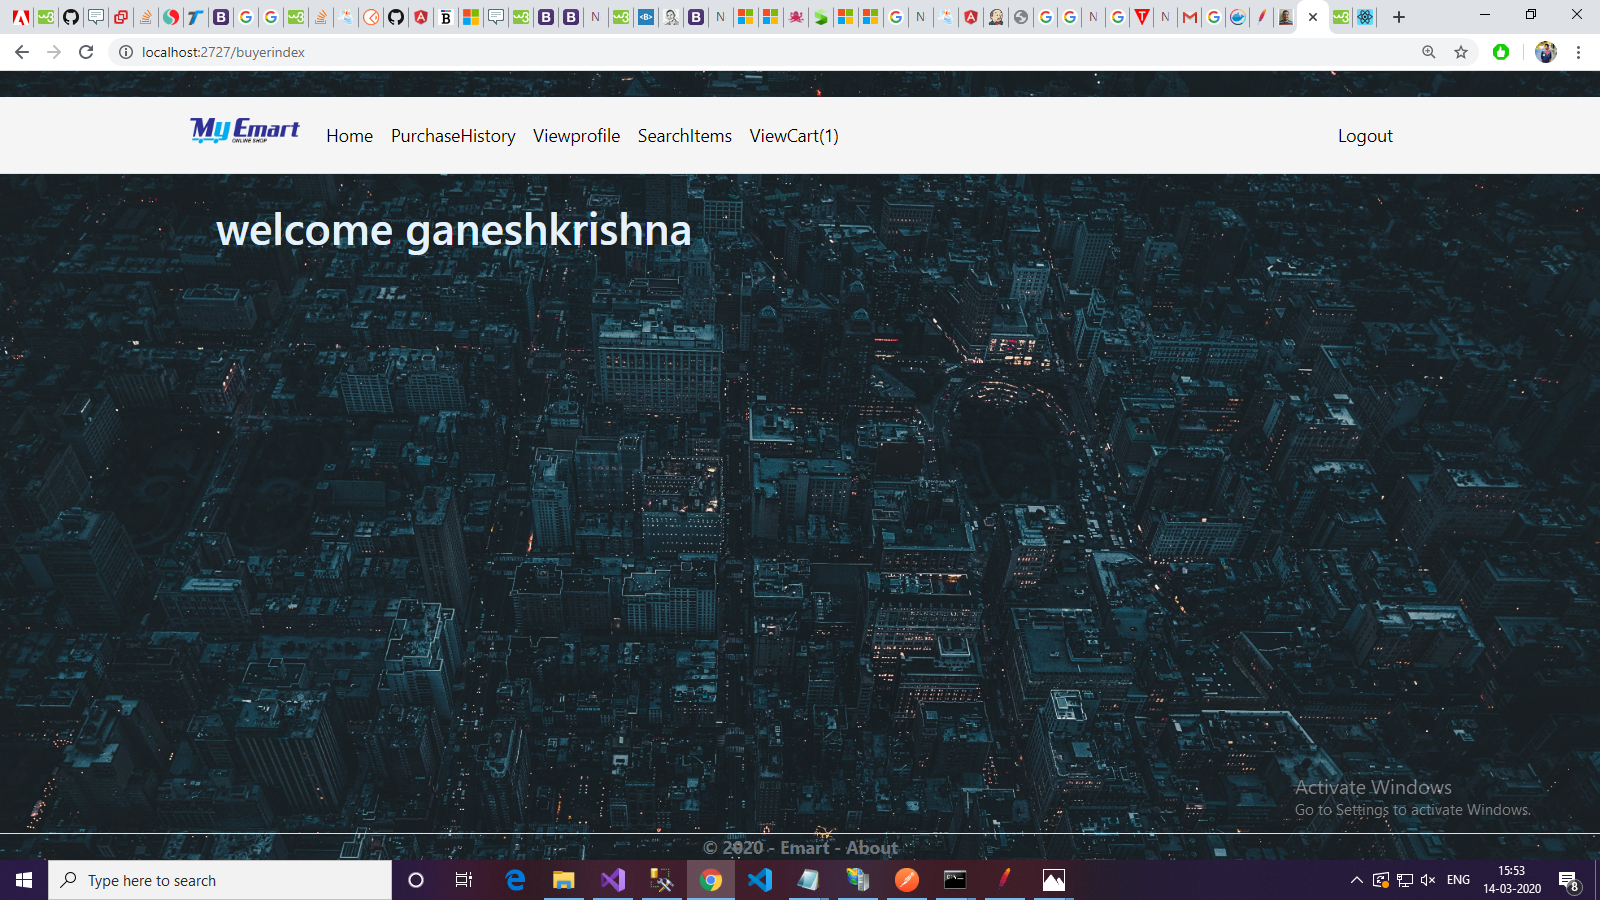 localhost:2727/buyerindex
My Emart
ONLINE SHOP
Home PurchaseHistory Viewprofile SearchItems ViewCart(1) Logout
welcome ganeshkrishna
Activate Windows
Go to Settings to activate Windows.
© 2020 - Emart - About
Type here to search
ENG
15:53
14-03-2020
8